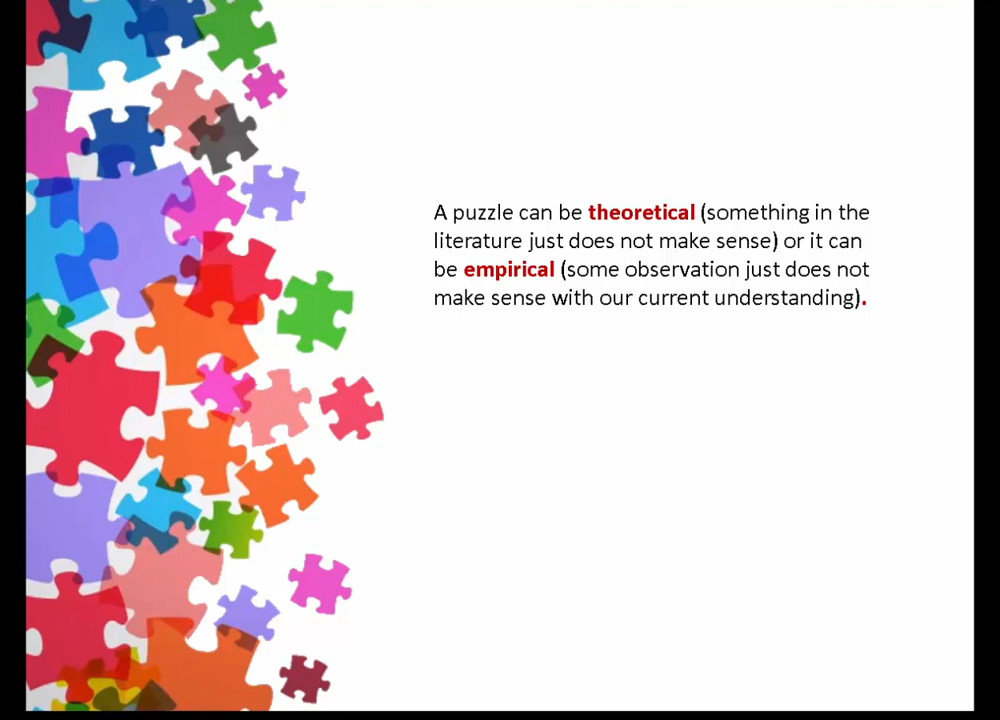 A puzzle can be theoretical (something in the
literature just does not make sense) or it can
be empirical (some observation just does not
make sense with our current understanding).